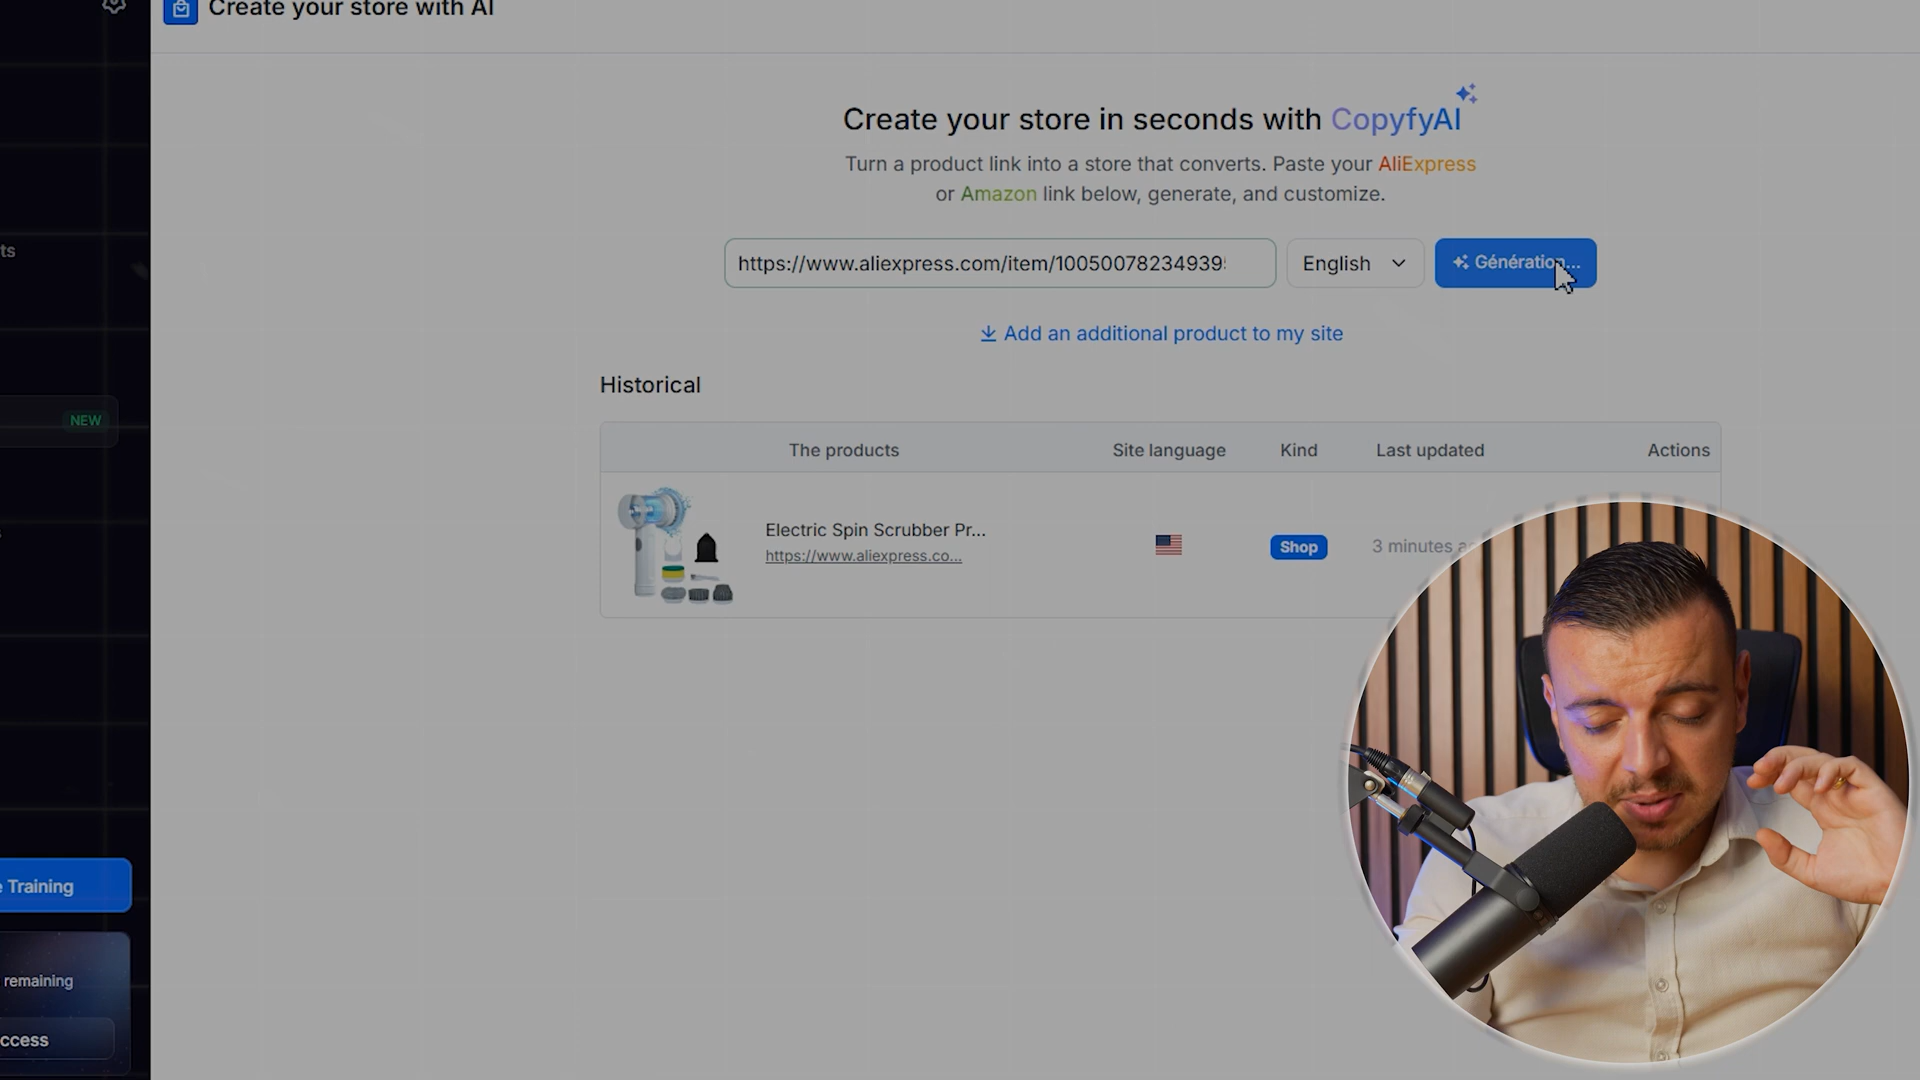 Create your store with AI
Create your store in seconds with CopyfyAI
Turn a product link into a store that converts. Paste your AliExpress
or Amazon link below, generate, and customize.
https://www.aliexpress.com/item/10050078234939
English
Génération...
Add an additional product to my site
ts
Historical
NEW
The products
Site language
Kind
Last updated
Actions
Electric Spin Scrubber Pr...
https://www.aliexpress.co...
Shop
3 minutes a
e Training
remaining
ccess